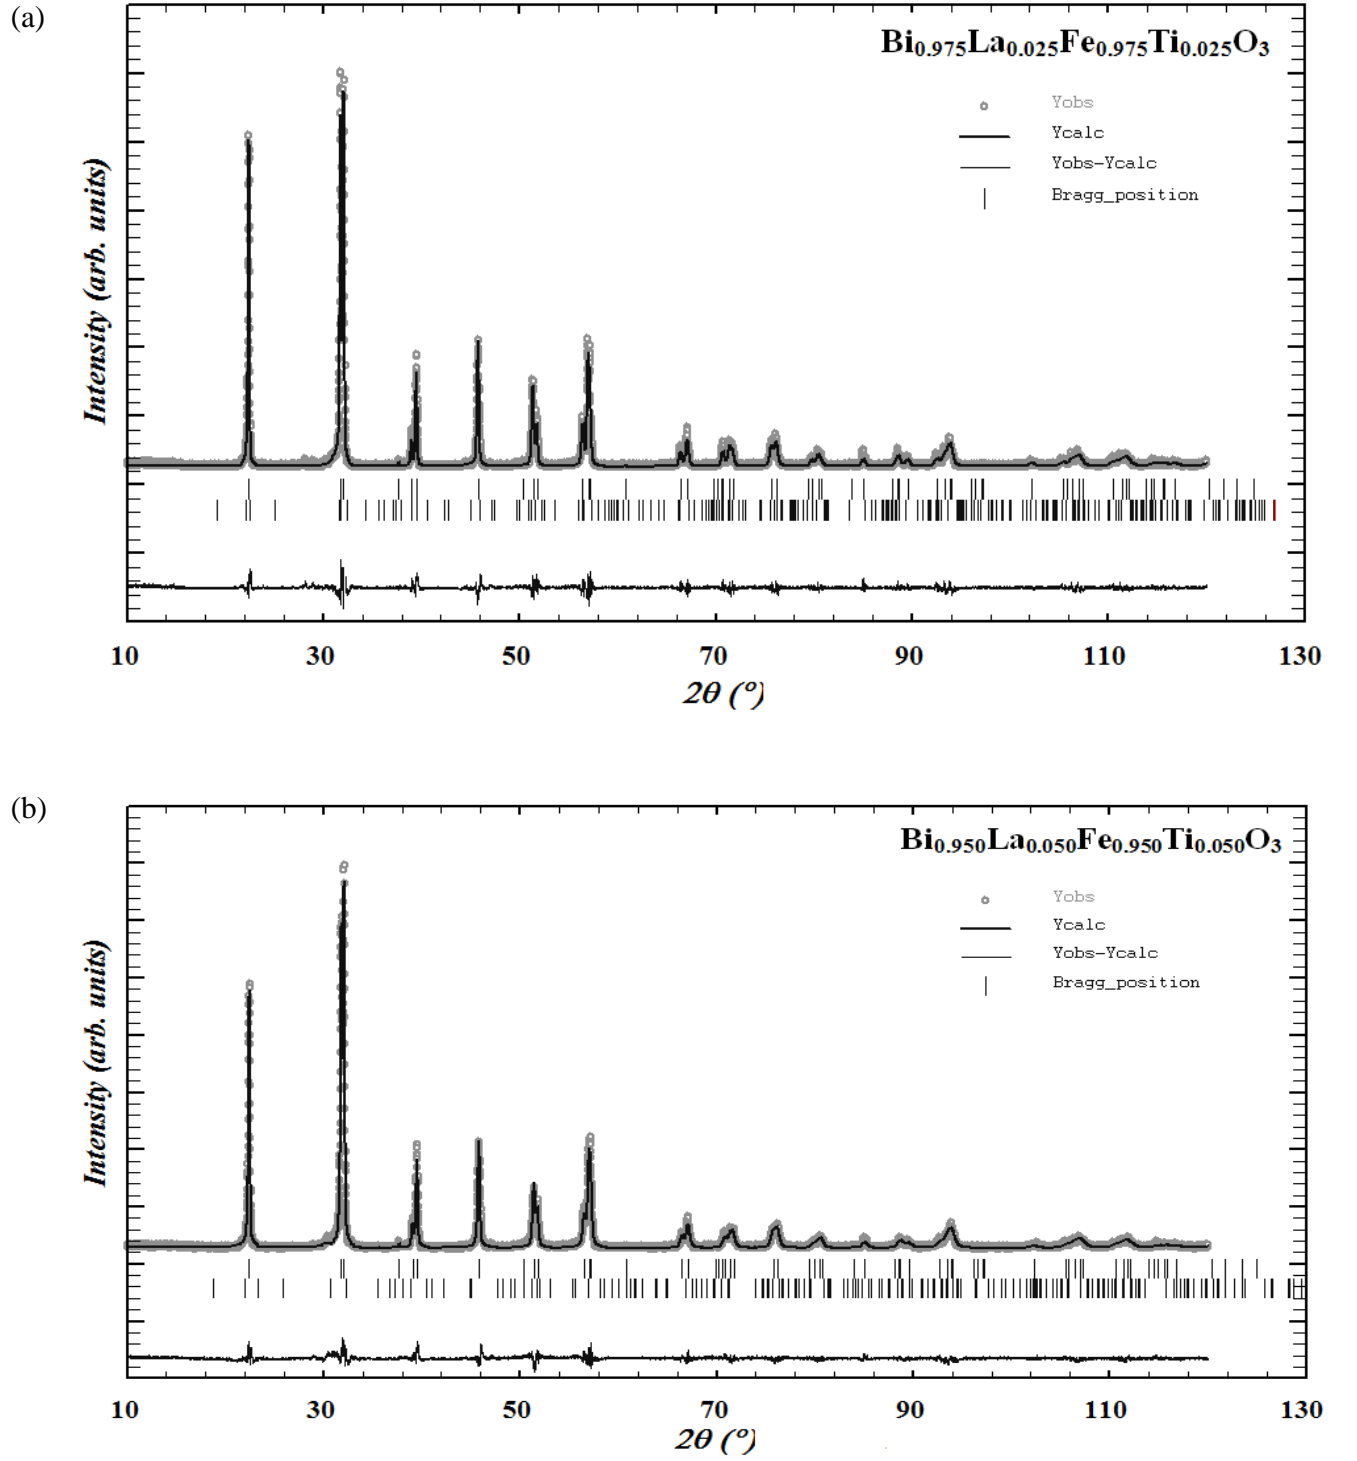 (a)
Bi0.975La0.025Fe0.975Ti0.025O3
Yobs
Ycalc
Yobs-Ycalc
Bragg_position
Intensity (arb. units)
10 30 50 70 90 110 130
2θ (°)
(b)
Bi0.950La0.050Fe0.950Ti0.050O3
Yobs
Ycalc
Yobs-Ycalc
Bragg_position
Intensity (arb. units)
10 30 50 70 90 110 130
2θ (°)